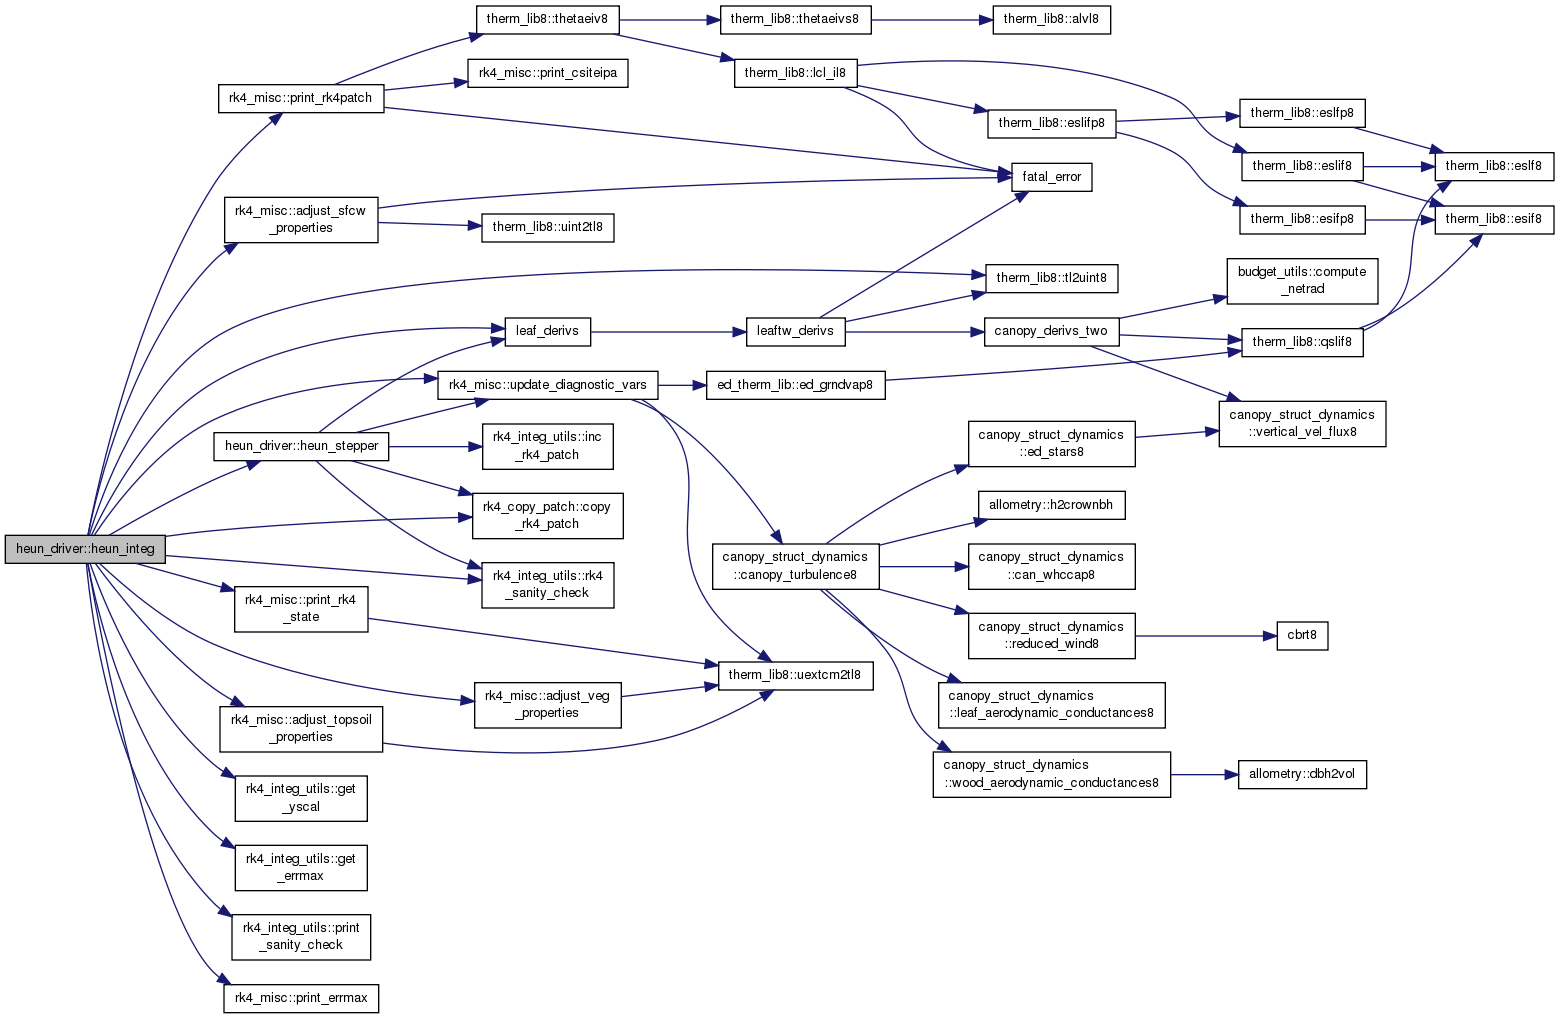 therm_lib8::thetaeiv8
therm_lib8::thetaeivs8
therm_lib8::alvl8
rk4_misc::print_csiteipa
therm_lib8::lcl_il8
rk4_misc::print_rk4patch
therm_lib8::eslifp8
therm_lib8::eslfp8
therm_lib8::eslif8
therm_lib8::eslf8
fatal_error
rk4_misc::adjust_sfcw
_properties
therm_lib8::uint2tl8
therm_lib8::esifp8
therm_lib8::esif8
therm_lib8::tl2uint8
budget_utils::compute
_netrad
leaf_derivs
leaftw_derivs
canopy_derivs_two
therm_lib8::qslif8
rk4_misc::update_diagnostic_vars
ed_therm_lib::ed_grndvap8
canopy_struct_dynamics
::vertical_vel_flux8
heun_driver::heun_stepper
rk4_integ_utils::inc
_rk4_patch
canopy_struct_dynamics
::ed_stars8
rk4_copy_patch::copy
_rk4_patch
allometry::h2crownbh
heun_driver::heun_integ
rk4_integ_utils::rk4
_sanity_check
canopy_struct_dynamics
::canopy_turbulence8
canopy_struct_dynamics
::can_whccap8
rk4_misc::print_rk4
_state
canopy_struct_dynamics
::reduced_wind8
cbrt8
therm_lib8::uextcm2tl8
rk4_misc::adjust_veg
_properties
canopy_struct_dynamics
::leaf_aerodynamic_conductances8
rk4_misc::adjust_topsoil
_properties
canopy_struct_dynamics
::wood_aerodynamic_conductances8
allometry::dbh2vol
rk4_integ_utils::get
_yscal
rk4_integ_utils::get
_errmax
rk4_integ_utils::print
_sanity_check
rk4_misc::print_errmax